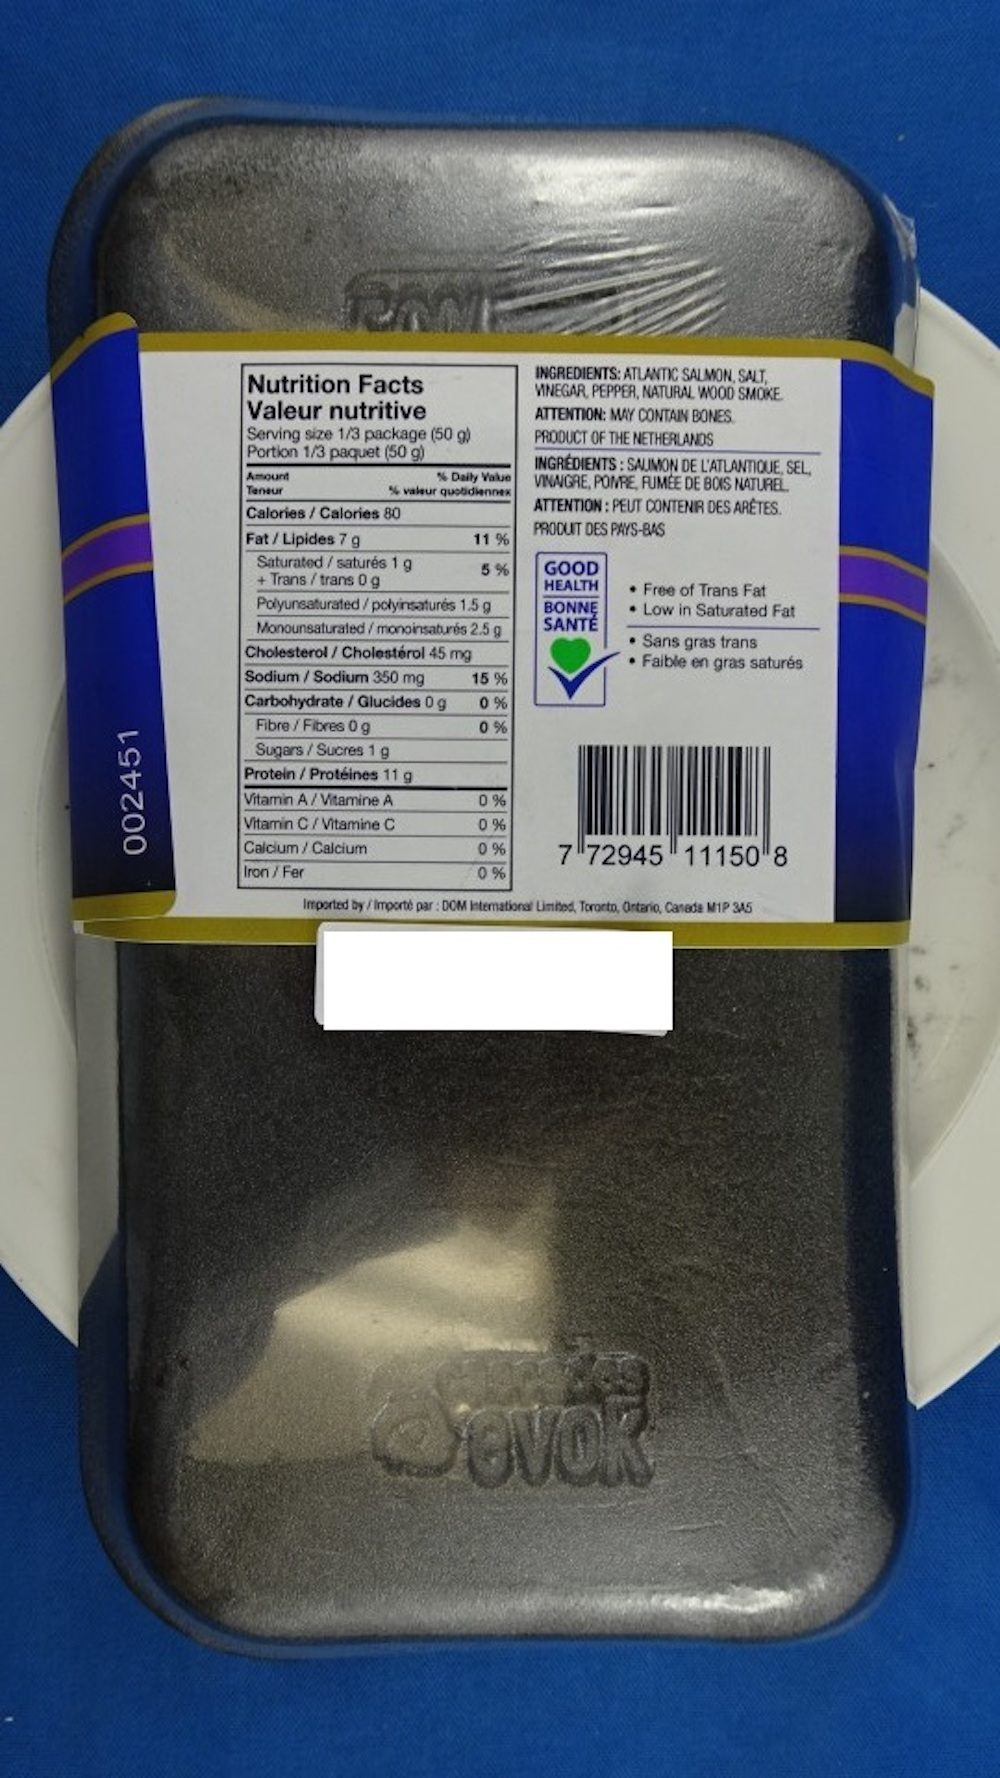 Nutrition Facts
Valeur nutritive
Serving size 1/3 package (50 g)
Portion 1/3 paquet (50 g)
Amount % Daily Value
Teneur % valeur quotidiennex
Calories / Calories 80
Fat / Lipides 7 g 11 %
Saturated / saturés 1 g
+ Trans / trans 0 g 5 %
Polyunsaturated / polyinsaturés 1.5 g
Monounsaturated / monoinsaturés 2.5 g
Cholesterol / Cholestérol 45 mg
Sodium / Sodium 350 mg 15 %
Carbohydrate / Glucides 0 g 0 %
Fibre / Fibres 0 g 0 %
Sugars / Sucres 1 g
Protein / Protéines 11 g
Vitamin A / Vitamine A 0 %
Vitamin C / Vitamine C 0 %
Calcium / Calcium 0 %
Iron / Fer 0 %
INGREDIENTS: ATLANTIC SALMON, SALT,
VINEGAR, PEPPER, NATURAL WOOD SMOKE.
ATTENTION: MAY CONTAIN BONES.
PRODUCT OF THE NETHERLANDS
INGRÉDIENTS : SAUMON DE L'ATLANTIQUE, SEL,
VINAIGRE, POIVRE, FUMÉE DE BOIS NATUREL.
ATTENTION : PEUT CONTENIR DES ARÊTES.
PRODUIT DES PAYS-BAS
GOOD
HEALTH
BONNE
SANTÉ
• Free of Trans Fat
• Low in Saturated Fat
• Sans gras trans
• Faible en gras saturés
7 72945 11150 8
Imported by / Importé par : DOM International Limited, Toronto, Ontario, Canada M1P 3A5
002451
OVOK